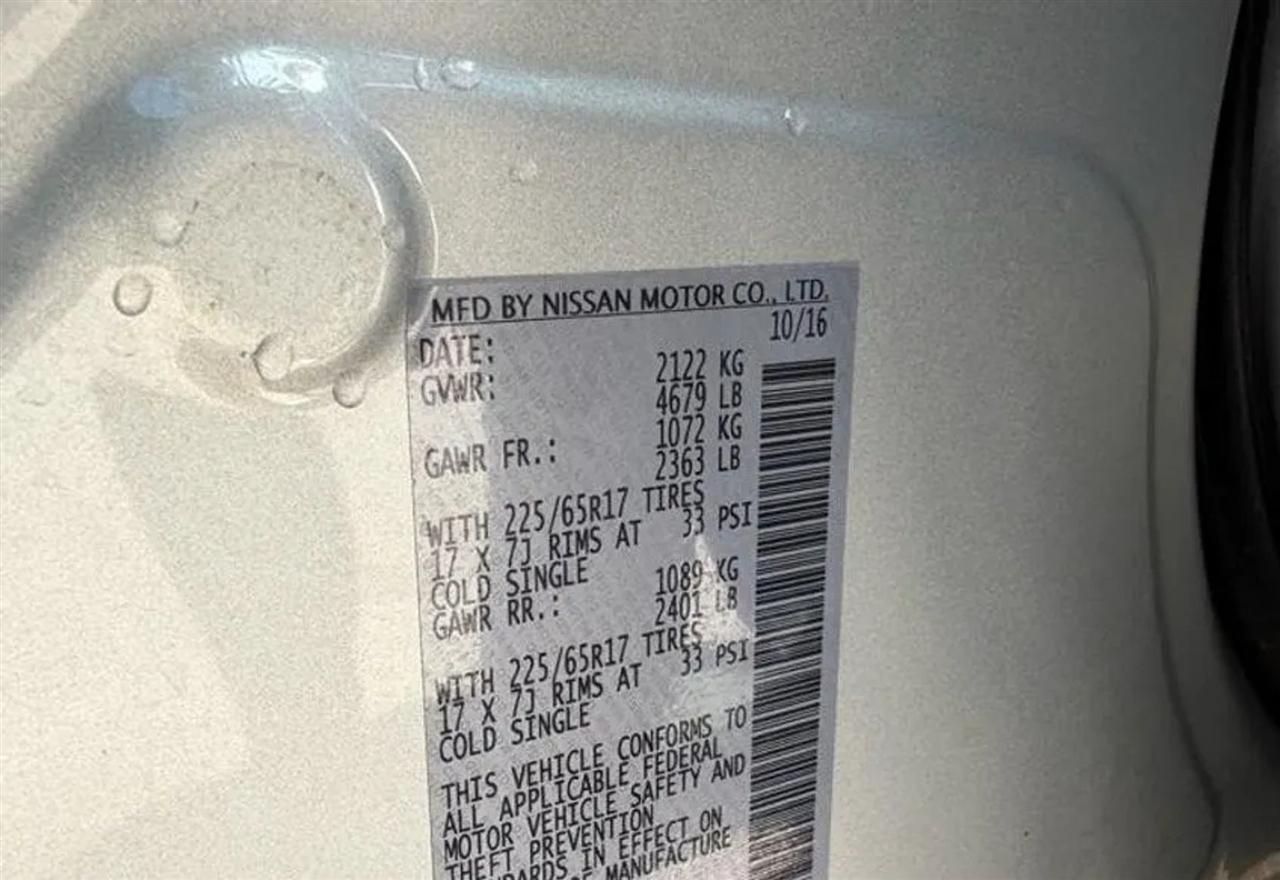 MFD BY NISSAN MOTOR CO., LTD.
DATE: 10/16
GVWR: 2122 KG
4679 LB
GAWR FR.: 1072 KG
2363 LB
WITH 225/65R17 TIRES
17 X 7J RIMS AT 33 PSI
COLD SINGLE
GAWR RR.: 1089 KG
2401 LB
WITH 225/65R17 TIRES
17 X 7J RIMS AT 33 PSI
COLD SINGLE
THIS VEHICLE CONFORMS TO
ALL APPLICABLE FEDERAL
MOTOR VEHICLE SAFETY AND
THEFT PREVENTION
IN EFFECT ON
MANUFACTURE